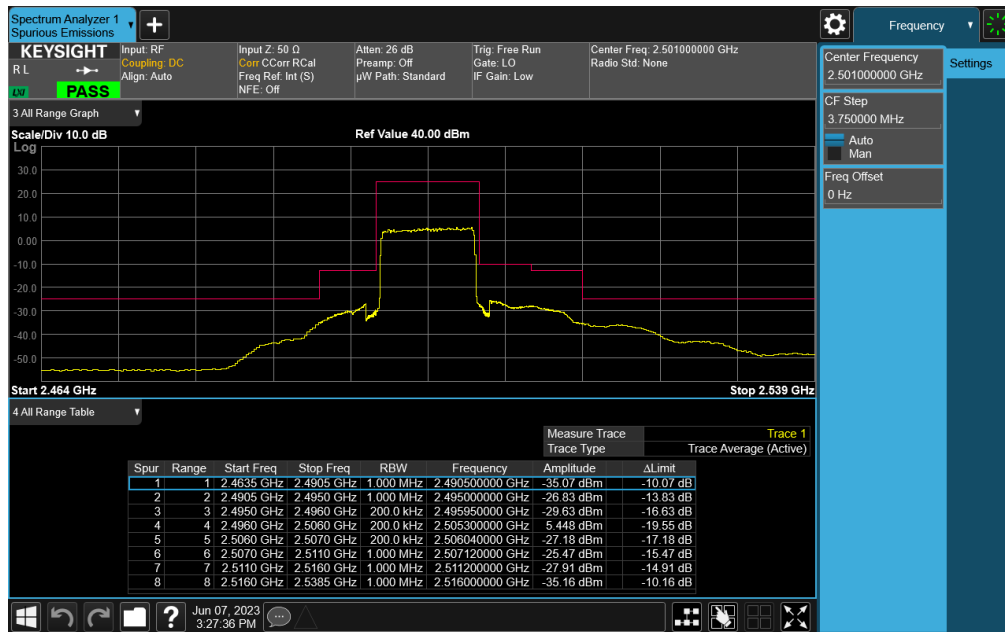 Spectrum Analyzer 1
Spurious Emissions
Frequency
KEYSIGHT
R L
LXI
PASS
Input: RF
Coupling: DC
Align: Auto
Input Z: 50 Ω
Corr CCorr RCal
Freq Ref: Int (S)
NFE: Off
Atten: 26 dB
Preamp: Off
µW Path: Standard
Trig: Free Run
Gate: LO
IF Gain: Low
Center Freq: 2.501000000 GHz
Radio Std: None
Center Frequency
2.501000000 GHz
Settings
CF Step
3.750000 MHz
Auto
Man
Freq Offset
0 Hz
3 All Range Graph
Scale/Div 10.0 dB
Ref Value 40.00 dBm
Log
30.0
20.0
10.0
0.00
-10.0
-20.0
-30.0
-40.0
-50.0
Start 2.464 GHz
Stop 2.539 GHz
4 All Range Table
Measure Trace Trace 1
Trace Type Trace Average (Active)
Spur Range Start Freq Stop Freq RBW Frequency Amplitude ΔLimit
1 1 2.4635 GHz 2.4905 GHz 1.000 MHz 2.490500000 GHz -35.07 dBm -10.07 dB
2 2 2.4905 GHz 2.4950 GHz 1.000 MHz 2.495000000 GHz -26.83 dBm -13.83 dB
3 3 2.4950 GHz 2.4960 GHz 200.0 kHz 2.495950000 GHz -29.63 dBm -16.63 dB
4 4 2.4960 GHz 2.5060 GHz 200.0 kHz 2.505300000 GHz 5.448 dBm -19.55 dB
5 5 2.5060 GHz 2.5070 GHz 200.0 kHz 2.506040000 GHz -27.18 dBm -17.18 dB
6 6 2.5070 GHz 2.5110 GHz 1.000 MHz 2.507120000 GHz -25.47 dBm -15.47 dB
7 7 2.5110 GHz 2.5160 GHz 1.000 MHz 2.511200000 GHz -27.91 dBm -14.91 dB
8 8 2.5160 GHz 2.5385 GHz 1.000 MHz 2.516000000 GHz -35.16 dBm -10.16 dB
Jun 07, 2023
3:27:36 PM